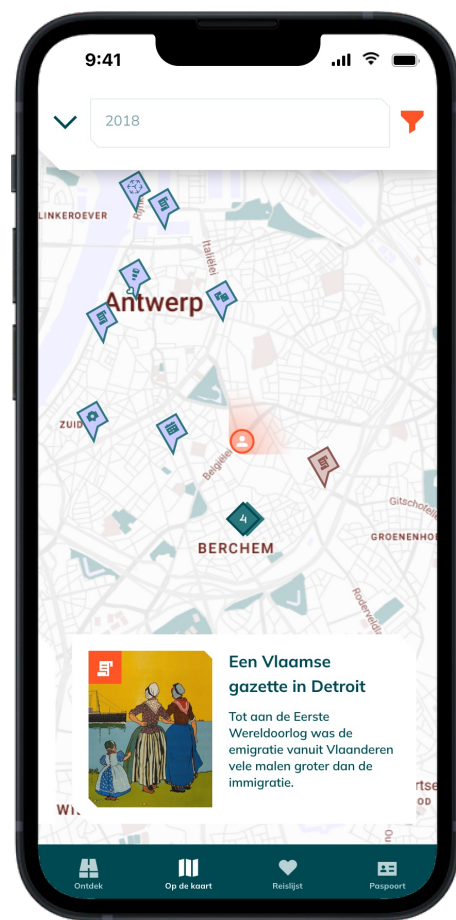 9:41
2018
LINKEROEVER
Italiëlei
Antwerp
ZUID
Belgiëlei
4
BERCHEM
GROENENHO
Een Vlaamse
gazette in Detroit
Tot aan de Eerste
Wereldoorlog was de
emigratie vanuit Vlaanderen
vele malen groter dan de
immigratie.
Ontdek
Op de kaart
Reislijst
Paspoort